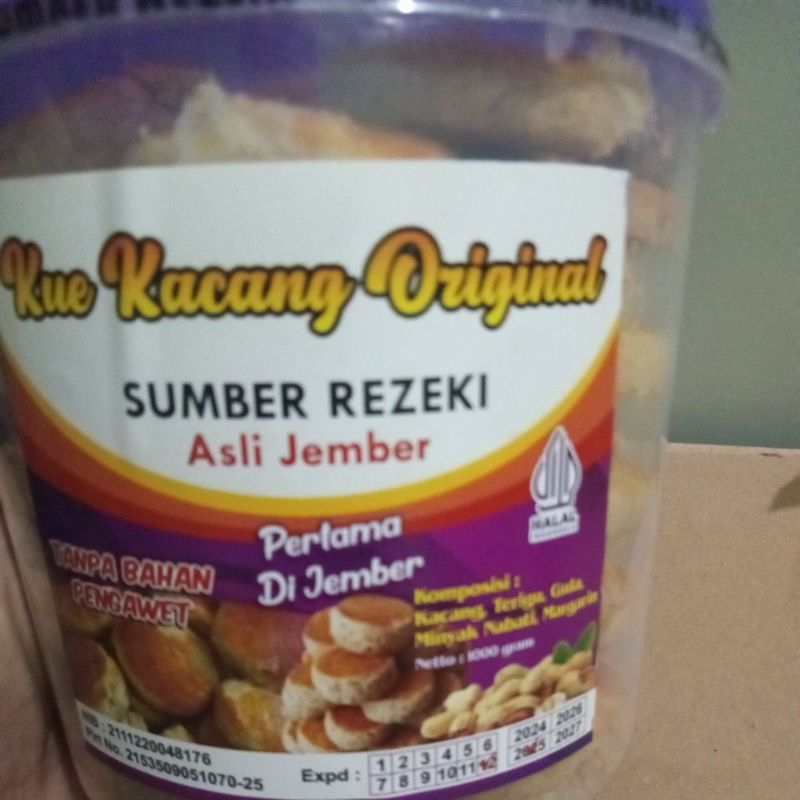 Kue Kacang Original
SUMBER REZEKI
Asli Jember
HALAL
INDONESIA
Pertama
Di Jember
TANPA BAHAN
PENGAWET
Komposisi :
Kacang, Terigu, Gula,
Minyak Nabati, Margarin
Netto : 1000 gram
NIB : 2111220048176
PIrt No. 2153509051070-25
Expd :
1 2 3 4 5 6 2024 2026
7 8 9 10 11 12 2025 2027